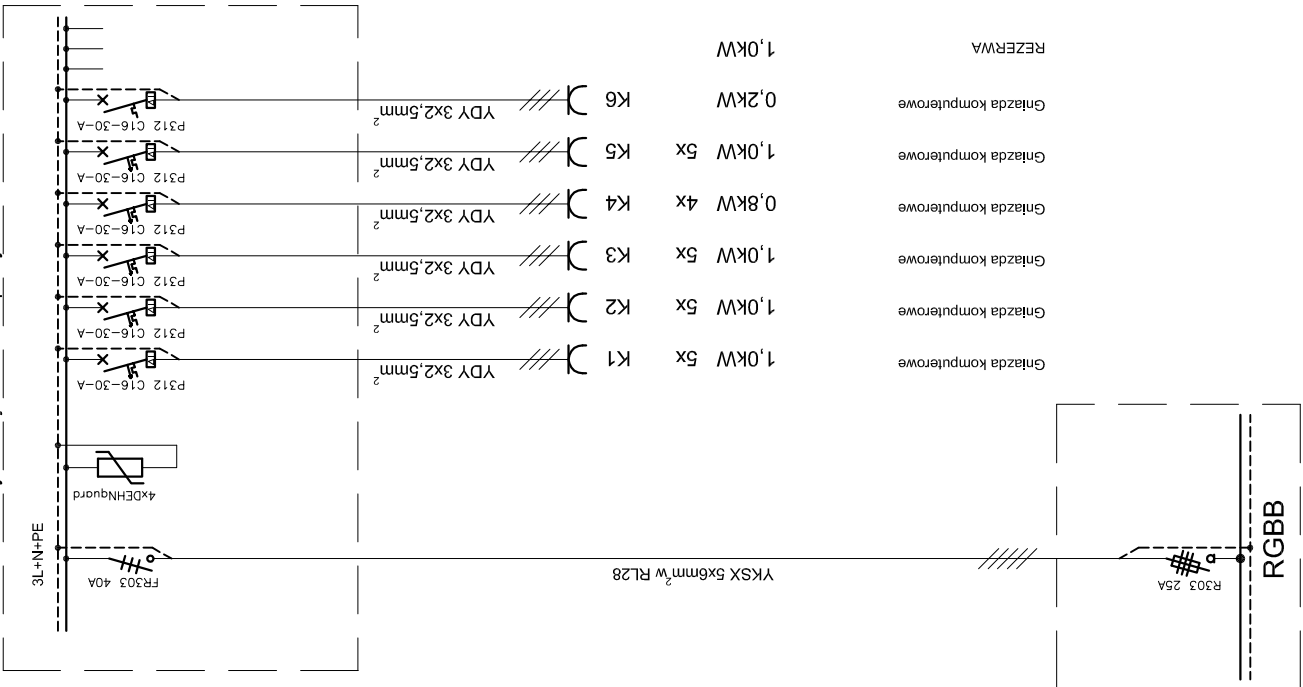 RGBB
R303 25A
YKSX 5x6mm² w RL28
FR303 40A
3L+N+PE
4xDEHNguard
Gniazda komputerowe 1,0kW 5x K1 YDY 3x2,5mm² P312 C16-30-A
Gniazda komputerowe 1,0kW 5x K2 YDY 3x2,5mm² P312 C16-30-A
Gniazda komputerowe 1,0kW 5x K3 YDY 3x2,5mm² P312 C16-30-A
Gniazda komputerowe 0,8kW 4x K4 YDY 3x2,5mm² P312 C16-30-A
Gniazda komputerowe 1,0kW 5x K5 YDY 3x2,5mm² P312 C16-30-A
Gniazda komputerowe 0,2kW K6 YDY 3x2,5mm² P312 C16-30-A
REZERWA 1,0kW